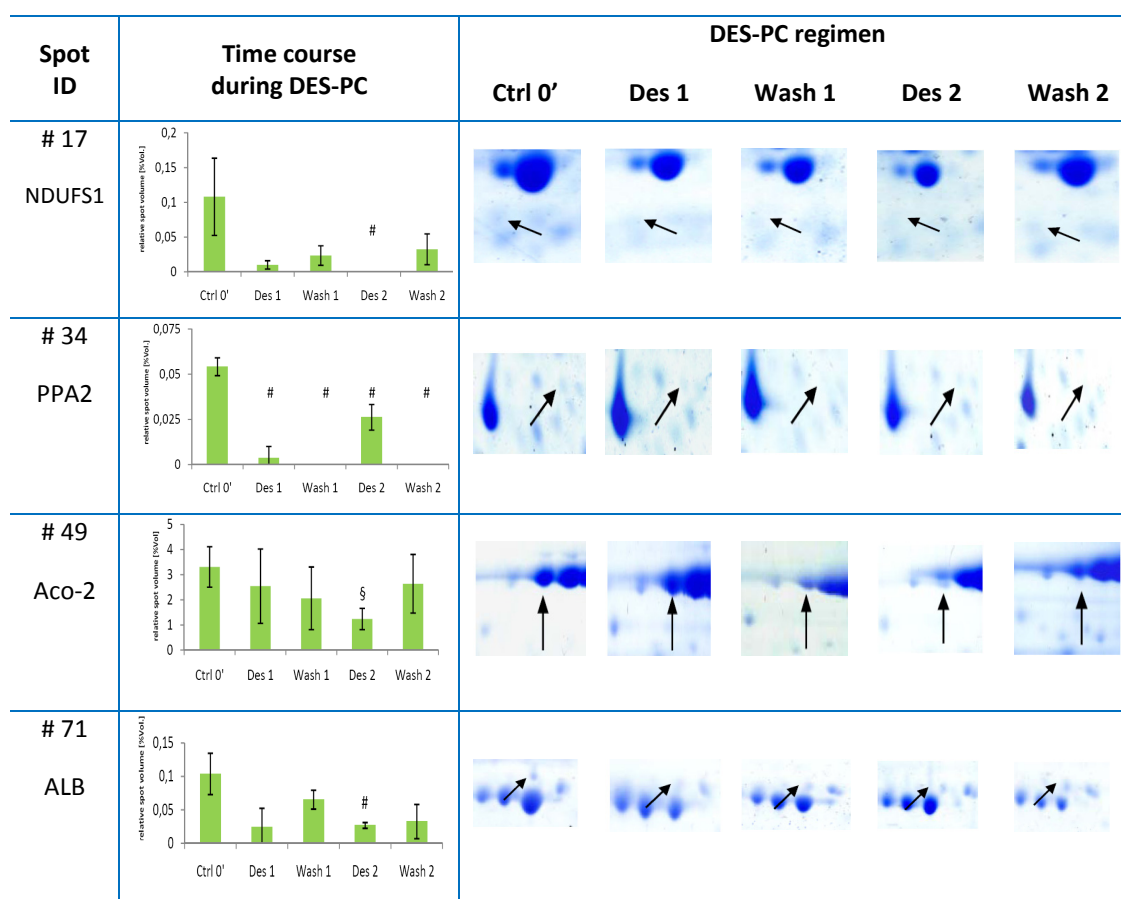 Spot
ID
Time course
during DES-PC
DES-PC regimen
Ctrl 0’ Des 1 Wash 1 Des 2 Wash 2
# 17
NDUFS1
relative spot volume [%Vol.]
0,2
0,15
0,1
0,05
0
#
Ctrl 0' Des 1 Wash 1 Des 2 Wash 2
# 34
PPA2
relative spot volume [%Vol.]
0,075
0,05
0,025
0
# # # #
Ctrl 0' Des 1 Wash 1 Des 2 Wash 2
# 49
Aco-2
relative spot volume [%Vol]
5
4
3
2
1
0
§
Ctrl 0' Des 1 Wash 1 Des 2 Wash 2
# 71
ALB
relative spot volume [%Vol.]
0,15
0,1
0,05
0
#
Ctrl 0' Des 1 Wash 1 Des 2 Wash 2